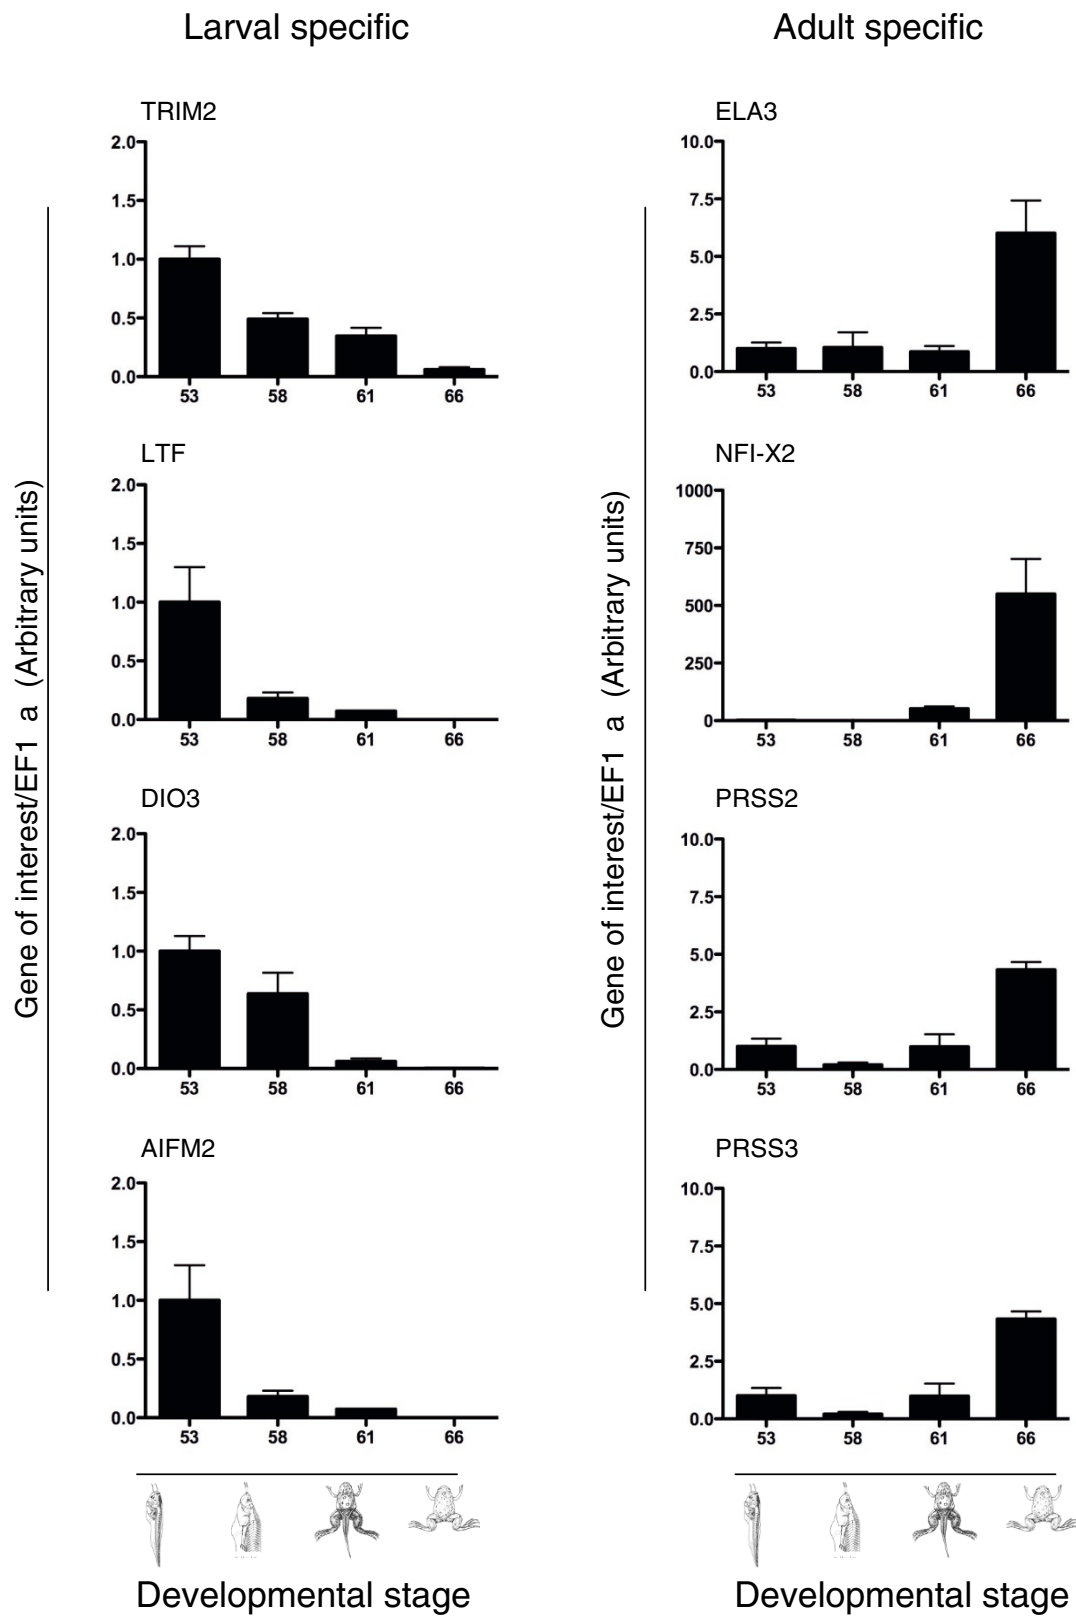 Larval specific
Adult specific
Gene of interest/EF1 a (Arbitrary units)
TRIM2
2.0
1.5
1.0
0.5
0.0
53 58 61 66
LTF
2.0
1.5
1.0
0.5
0.0
53 58 61 66
DIO3
2.0
1.5
1.0
0.5
0.0
53 58 61 66
AIFM2
2.0
1.5
1.0
0.5
0.0
53 58 61 66
Developmental stage
Gene of interest/EF1 a (Arbitrary units)
ELA3
10.0
7.5
5.0
2.5
0.0
53 58 61 66
NFI-X2
1000
750
500
250
0
53 58 61 66
PRSS2
10.0
7.5
5.0
2.5
0.0
53 58 61 66
PRSS3
10.0
7.5
5.0
2.5
0.0
53 58 61 66
Developmental stage